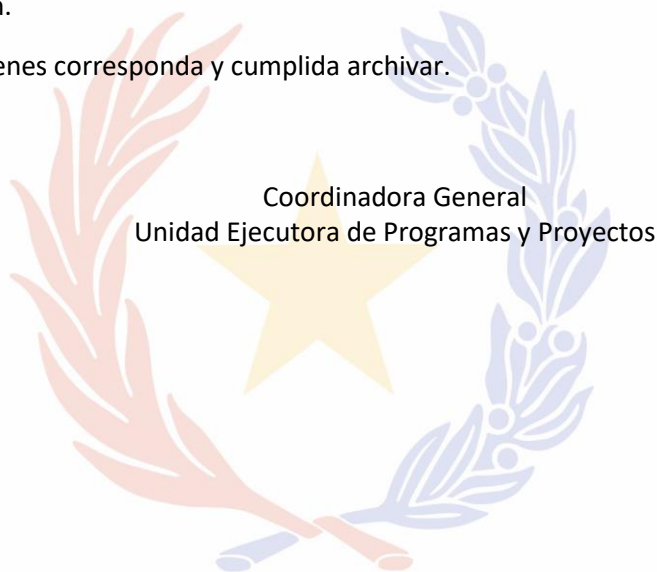 .
enes corresponda y cumplida archivar.
Coordinadora General
Unidad Ejecutora de Programas y Proyectos